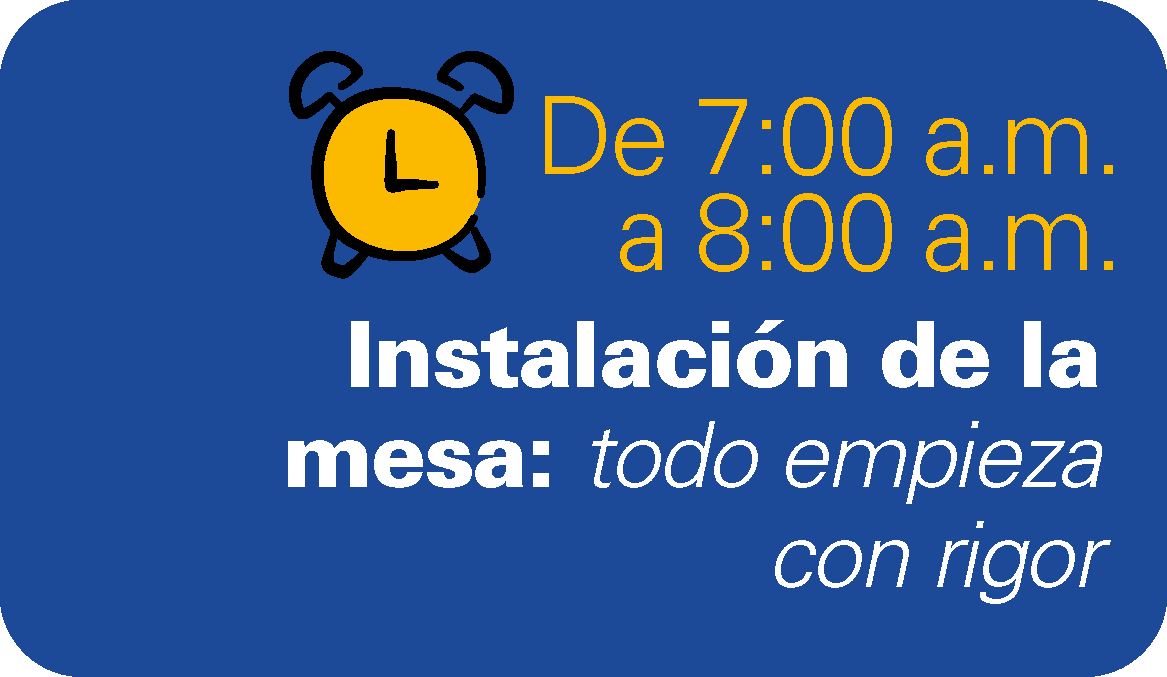 De 7:00 a.m.
a 8:00 a.m.
Instalación de la
mesa: todo empieza
con rigor